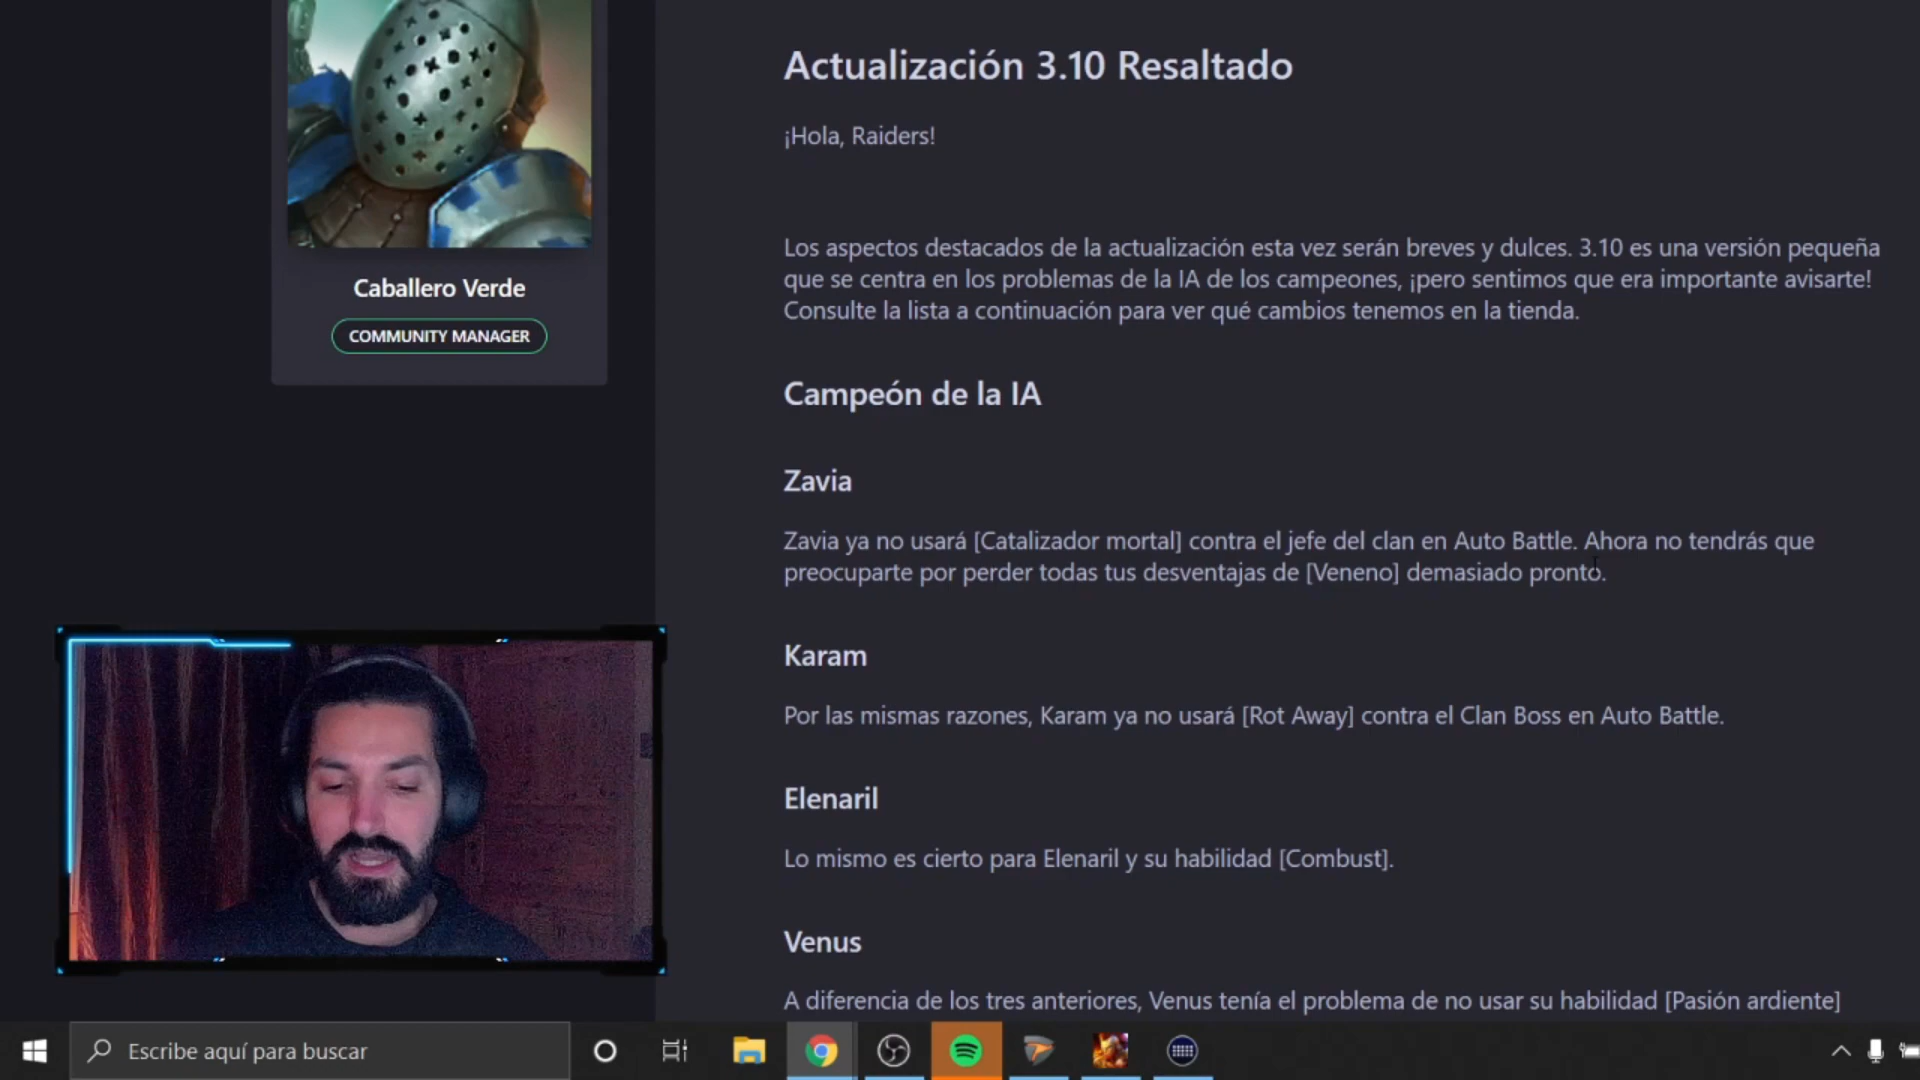 Actualización 3.10 Resaltado
¡Hola, Raiders!
Los aspectos destacados de la actualización esta vez serán breves y dulces. 3.10 es una versión pequeña
que se centra en los problemas de la IA de los campeones, ¡pero sentimos que era importante avisarte!
Consulte la lista a continuación para ver qué cambios tenemos en la tienda.
Caballero Verde
COMMUNITY MANAGER
Campeón de la IA
Zavia
Zavia ya no usará [Catalizador mortal] contra el jefe del clan en Auto Battle. Ahora no tendrás que
preocuparte por perder todas tus desventajas de [Veneno] demasiado pronto.
Karam
Por las mismas razones, Karam ya no usará [Rot Away] contra el Clan Boss en Auto Battle.
Elenaril
Lo mismo es cierto para Elenaril y su habilidad [Combust].
Venus
A diferencia de los tres anteriores, Venus tenía el problema de no usar su habilidad [Pasión ardiente]
Escribe aquí para buscar